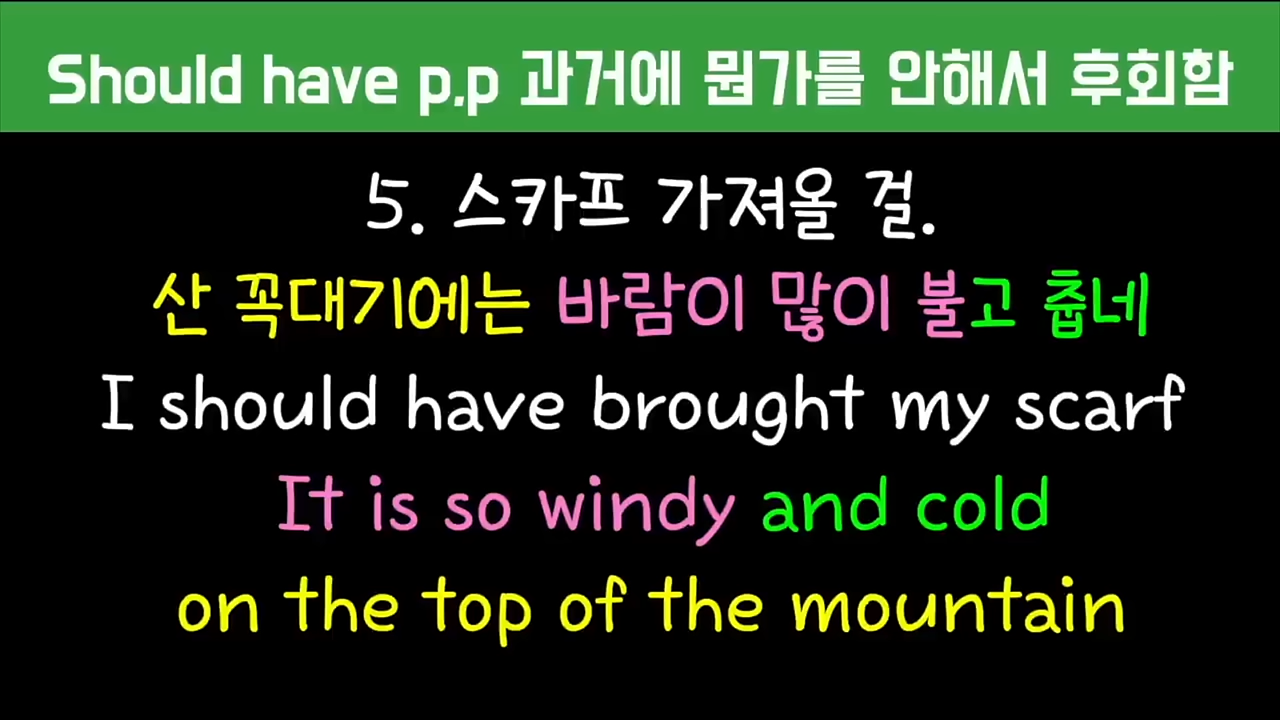 Should have p,p 과거에 뭔가를 안해서 후회함
5. 스카프 가져올 걸.
산 꼭대기에는 바람이 많이 불고 춥네
I should have brought my scarf
It is so windy and cold
on the top of the mountain